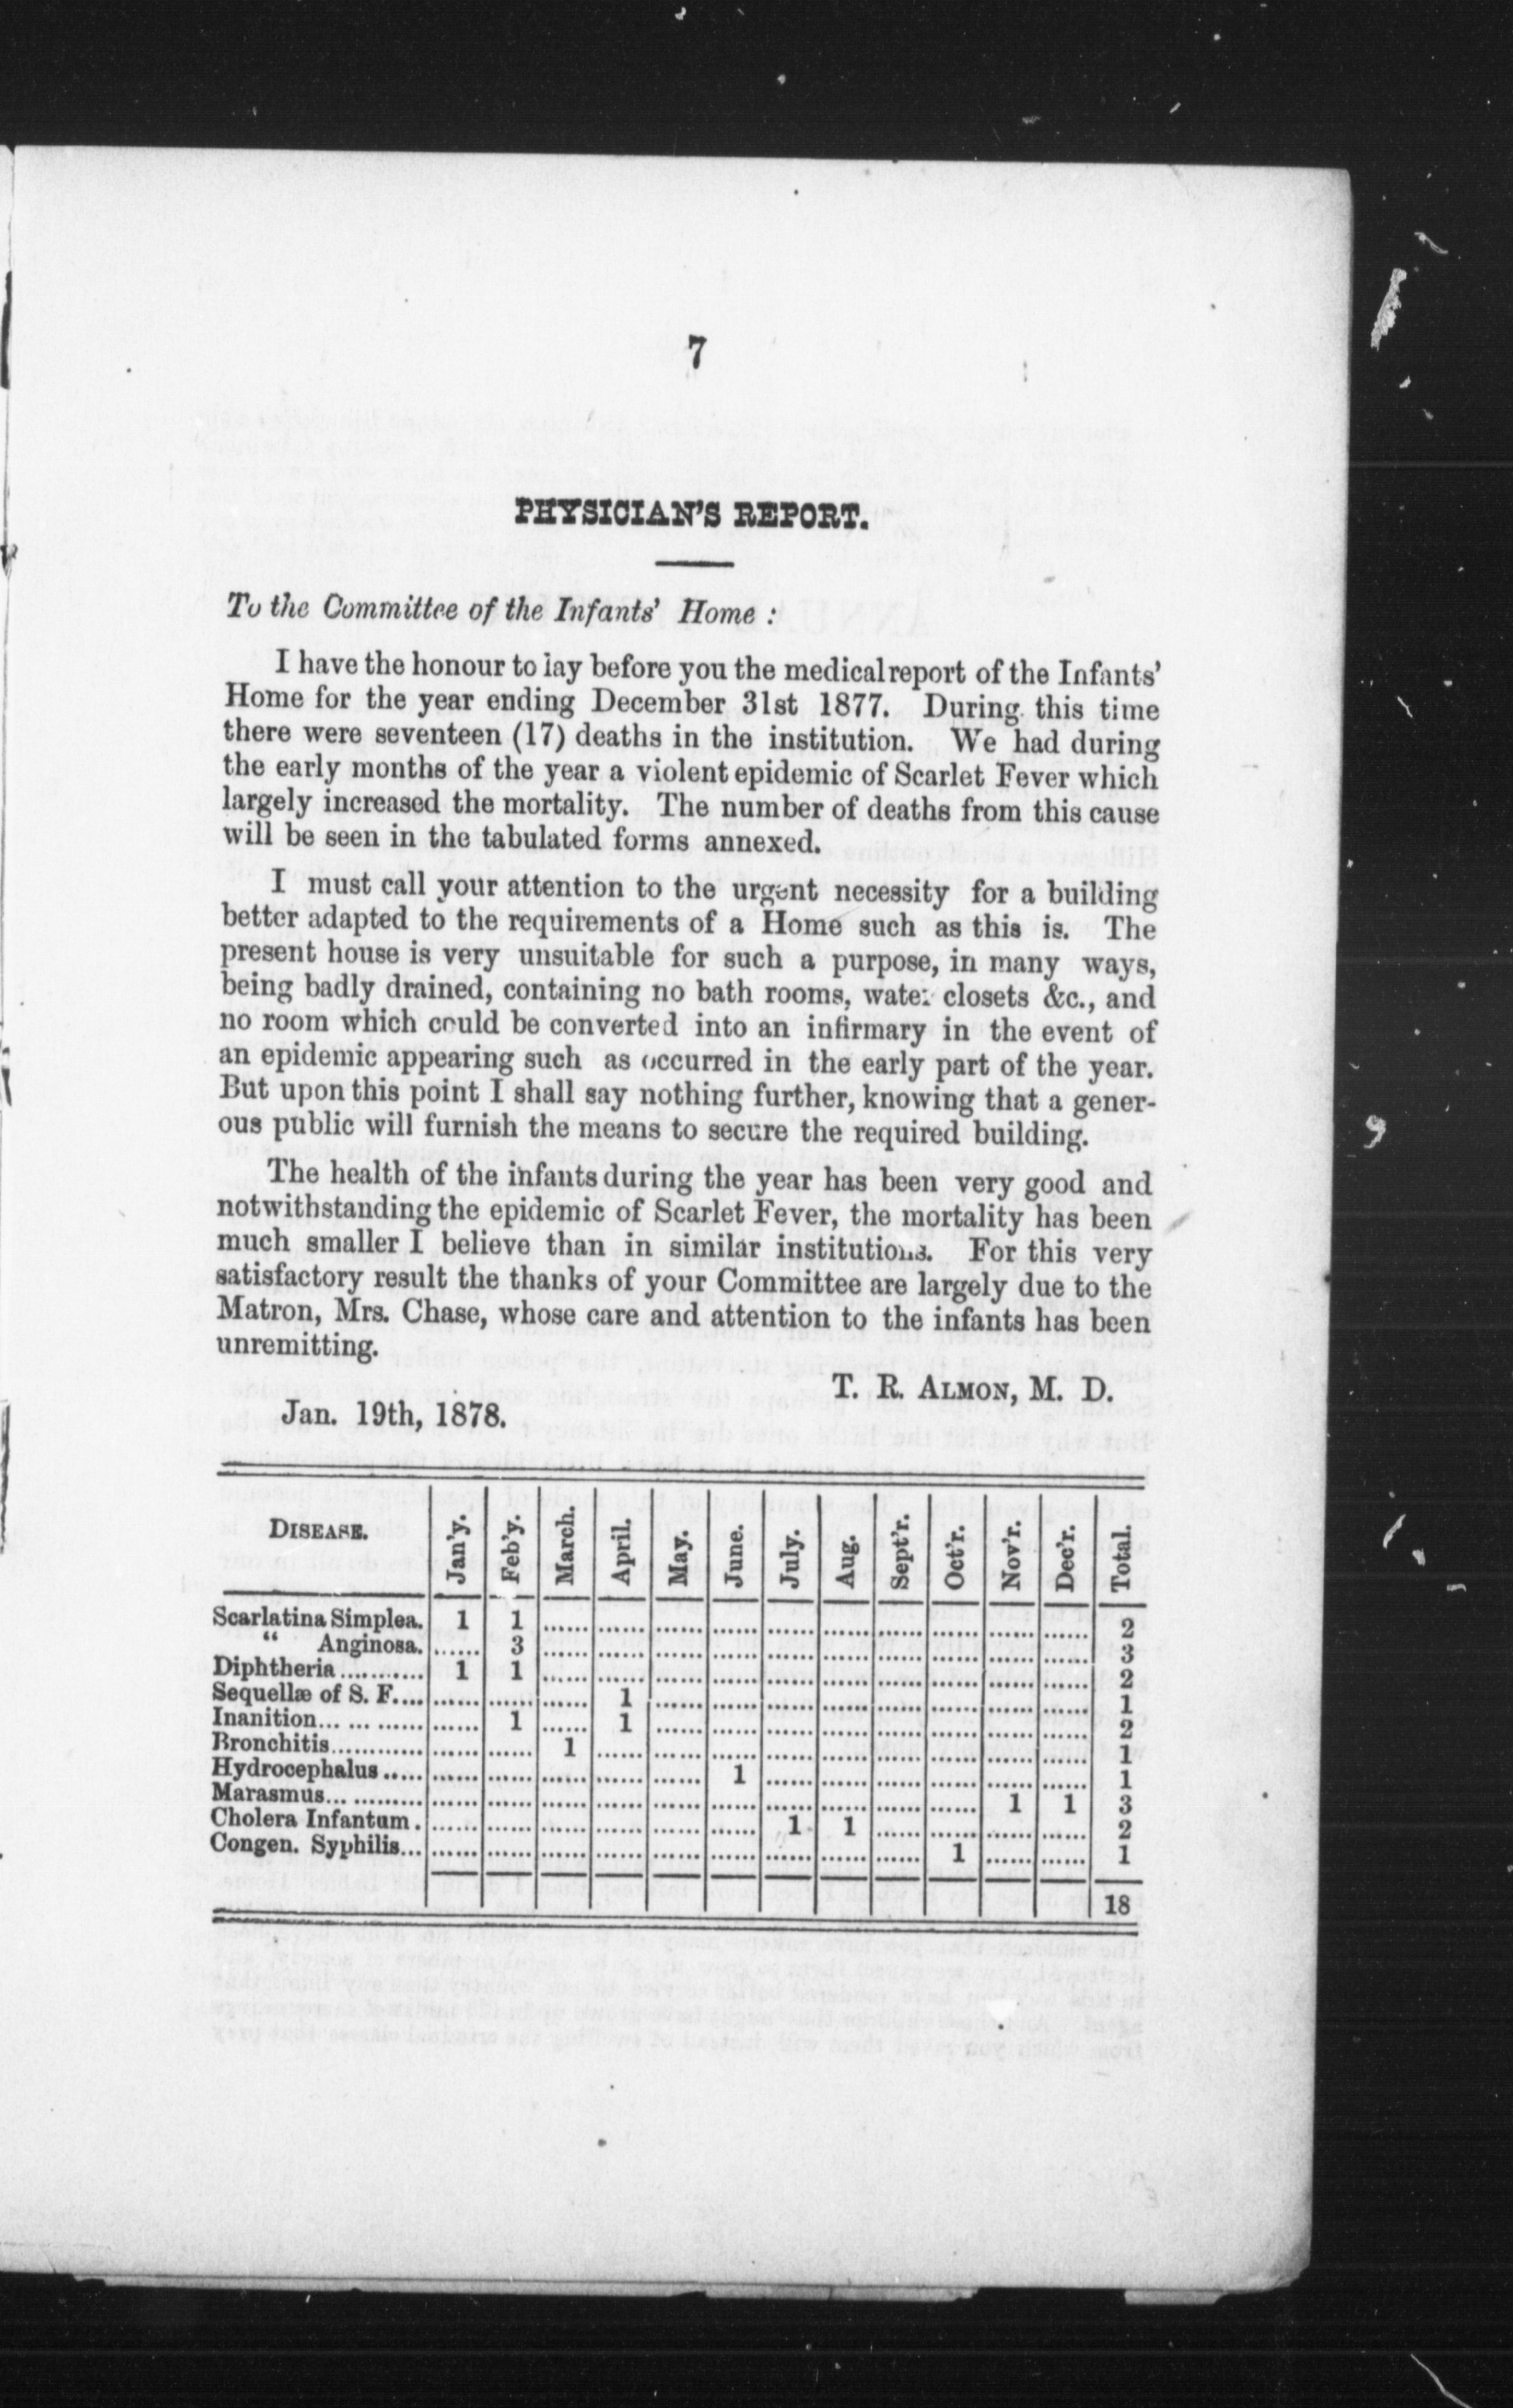 7
PHYSICIAN'S REPORT.
To the Committee of the Infants' Home :
I have the honour to lay before you the medical report of the Infants'
Home for the year ending December 31st 1877. During this time
there were seventeen (17) deaths in the institution. We had during
the early months of the year a violent epidemic of Scarlet Fever which
largely increased the mortality. The number of deaths from this cause
will be seen in the tabulated forms annexed.
I must call your attention to the urgent necessity for a building
better adapted to the requirements of a Home such as this is. The
present house is very unsuitable for such a purpose, in many ways,
being badly drained, containing no bath rooms, water closets &c., and
no room which could be converted into an infirmary in the event of
an epidemic appearing such as occurred in the early part of the year.
But upon this point I shall say nothing further, knowing that a gener-
ous public will furnish the means to secure the required building.
The health of the infants during the year has been very good and
notwithstanding the epidemic of Scarlet Fever, the mortality has been
much smaller I believe than in similar institutions. For this very
satisfactory result the thanks of your Committee are largely due to the
Matron, Mrs. Chase, whose care and attention to the infants has been
unremitting.
T. R. ALMON, M. D.
Jan. 19th, 1878.
DISEASE. Jan'y. Feb'y. March. April. May. June. July. Aug. Sept'r. Oct'r. Nov'r. Dec'r. Total.
Scarlatina Simplea. 1 1 ...... ...... ...... ...... ...... ...... ...... ...... ...... ...... 2
“ Anginosa. ...... 3 ...... ...... ...... ...... ...... ...... ...... ...... ...... ...... 3
Diphtheria ........... 1 1 ...... ...... ...... ...... ...... ...... ...... ...... ...... ...... 2
Sequellæ of S. F.... ...... ...... ...... 1 ...... ...... ...... ...... ...... ...... ...... ...... 1
Inanition... ... ....... ...... 1 ...... 1 ...... ...... ...... ...... ...... ...... ...... ...... 2
Bronchitis............ ...... ...... 1 ...... ...... ...... ...... ...... ...... ...... ...... ...... 1
Hydrocephalus ..... ...... ...... ...... ...... ...... 1 ...... ...... ...... ...... ...... ...... 1
Marasmus... ......... ...... ...... ...... ...... ...... ...... ...... ...... ...... ...... 1 1 3
Cholera Infantum . ...... ...... ...... ...... ...... ...... 1 1 ...... ...... ...... ...... 2
Congen. Syphilis... ...... ...... ...... ...... ...... ...... ...... ...... ...... 1 ...... ...... 1
18